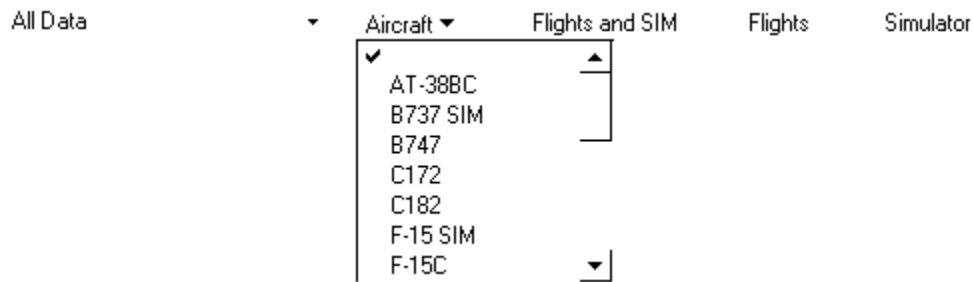 All Data Aircraft Flights and SIM Flights Simulator
AT-38BC
B737 SIM
B747
C172
C182
F-15 SIM
F-15C